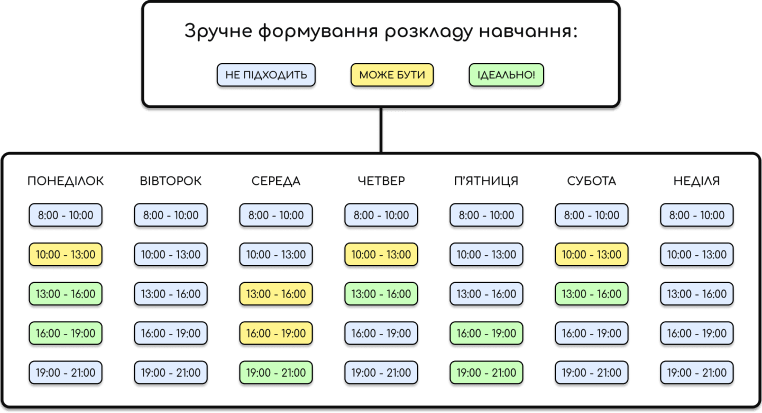 Зручне формування розкладу навчання:
НЕ ПІДХОДИТЬ МОЖЕ БУТИ ІДЕАЛЬНО!
ПОНЕДІЛОК ВІВТОРОК СЕРЕДА ЧЕТВЕР П'ЯТНИЦЯ СУБОТА НЕДІЛЯ
8:00 - 10:00 8:00 - 10:00 8:00 - 10:00 8:00 - 10:00 8:00 - 10:00 8:00 - 10:00 8:00 - 10:00
10:00 - 13:00 10:00 - 13:00 10:00 - 13:00 10:00 - 13:00 10:00 - 13:00 10:00 - 13:00 10:00 - 13:00
13:00 - 16:00 13:00 - 16:00 13:00 - 16:00 13:00 - 16:00 13:00 - 16:00 13:00 - 16:00 13:00 - 16:00
16:00 - 19:00 16:00 - 19:00 16:00 - 19:00 16:00 - 19:00 16:00 - 19:00 16:00 - 19:00 16:00 - 19:00
19:00 - 21:00 19:00 - 21:00 19:00 - 21:00 19:00 - 21:00 19:00 - 21:00 19:00 - 21:00 19:00 - 21:00